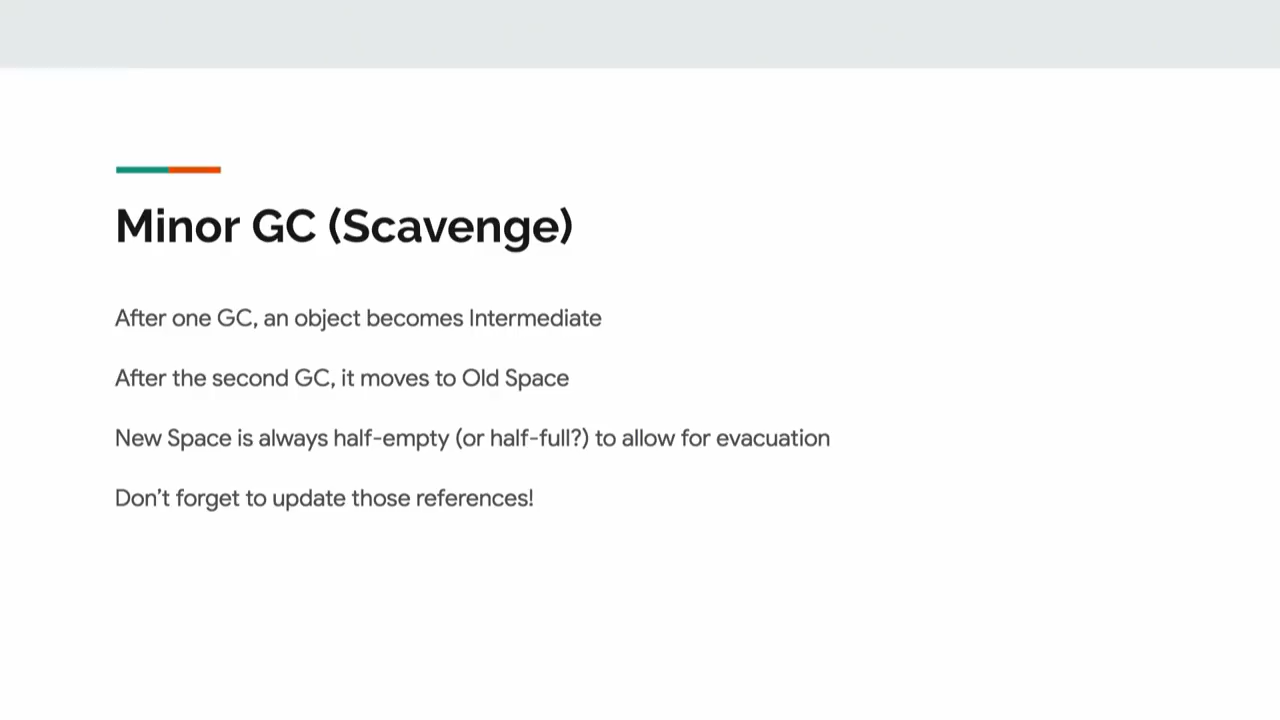 Minor GC (Scavenge)
After one GC, an object becomes Intermediate
After the second GC, it moves to Old Space
New Space is always half-empty (or half-full?) to allow for evacuation
Don’t forget to update those references!